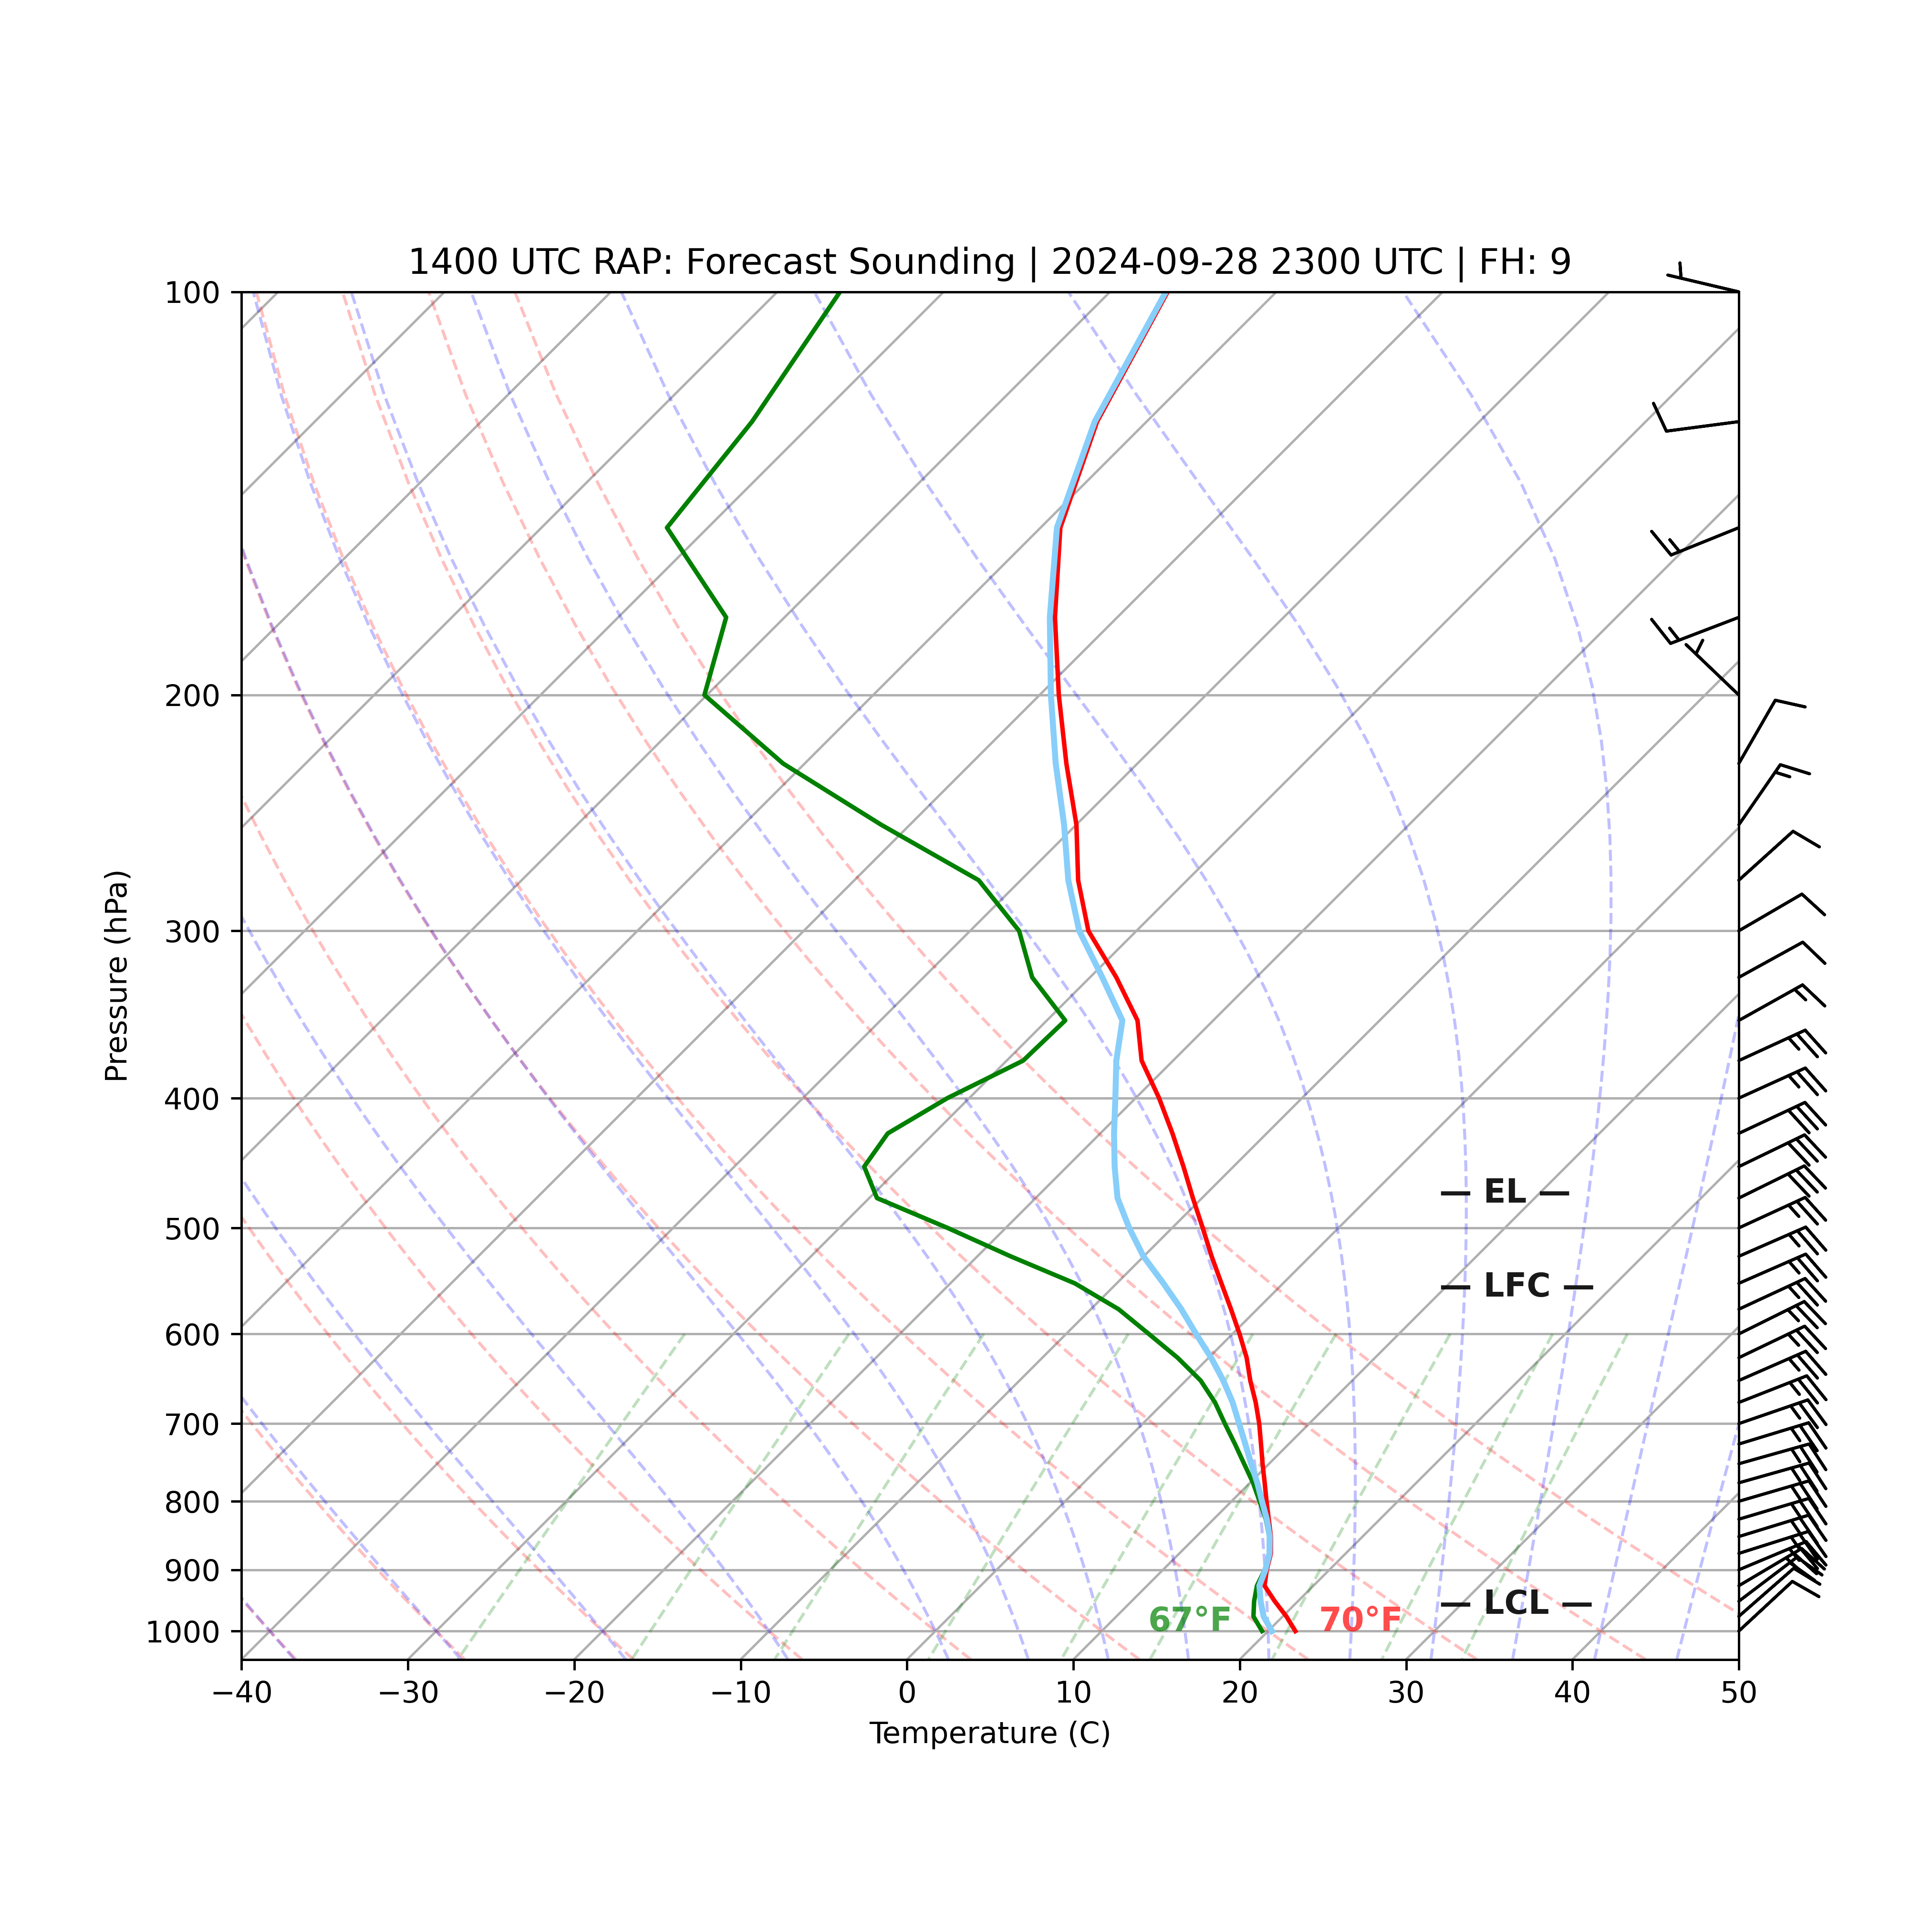 1400 UTC RAP: Forecast Sounding | 2024-09-28 2300 UTC | FH: 9
100
200
300
400
500
600
700
800
900
1000
Pressure (hPa)
— EL —
— LFC —
— LCL —
67°F
70°F
−40
−30
−20
−10
0
10
20
30
40
50
Temperature (C)